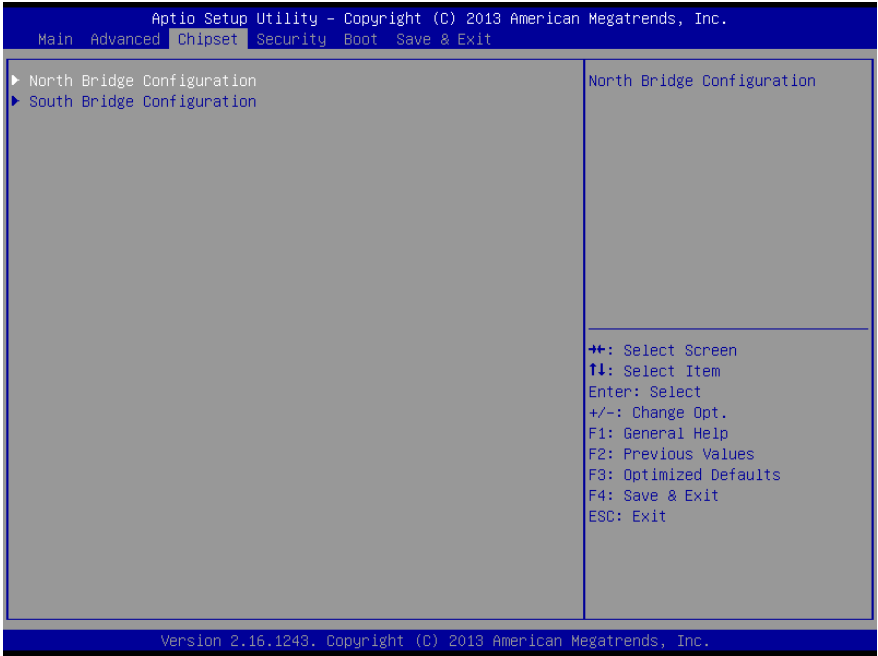 Aptio Setup Utility – Copyright (C) 2013 American Megatrends, Inc.
Main Advanced Chipset Security Boot Save & Exit
▶ North Bridge Configuration
▶ South Bridge Configuration
North Bridge Configuration
→←: Select Screen
↑↓: Select Item
Enter: Select
+/-: Change Opt.
F1: General Help
F2: Previous Values
F3: Optimized Defaults
F4: Save & Exit
ESC: Exit
Version 2.16.1243. Copyright (C) 2013 American Megatrends, Inc.